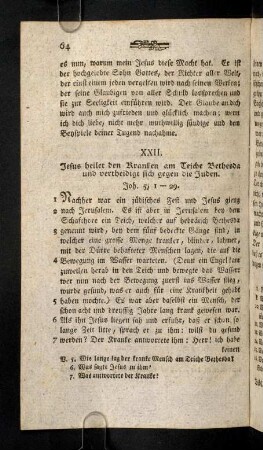 64
es nun, warum mein Jesus diese Macht hat. Er ist
der hochgelobte Sohn Gottes, der Richter aller Welt,
der einst einem jeden vergelten wird nach seinen Werken;
der seine Gläubigen von aller Schuld lossprechen und
sie zur Seeligkeit einführen wird. Der Glaube an dich
wird auch mich einst glücklich machen können; wenn
ich dich liebe, nicht mehr muthwillig sündige und den
Beyspiele deiner Tugend nachahme.
XXII.
Jesus heilet den Kranken am Teiche Bethesda
und vertheidigt sich gegen die Juden.
Joh. 5, 1 — 29.
1 Nachher war ein jüdisches Fest und Jesus gieng
2 nach Jerusalem. Es ist aber in Jerusalem bey dem
Schafthore ein Teich, welcher auf hebräisch Bethesda
3 genennt wird, bey dem fünf bedeckte Gänge sind, in
welchen eine grosse Menge kranker, blinder, lahmer,
mit der Dürre behafteter Menschen lagen, die auf die
4 Bewegung im Wasser warteten. (Denn ein Engel kam
zuweilen herab in den Teich und bewegte das Wasser
wer nun nach der Bewegung zuerst ins Wasser stieg,
wurde gesund, was er auch für eine Krankheit gehabt
5 haben mochte.) Es war aber daselbst ein Mensch, der
schon acht und dreyssig Jahre lang krank gewesen war.
6 Als ihn Jesus liegen sah und erfuhr, daß er schon so
lange Zeit litte, sprach er zu ihm: willst du gesund
7 werden? Der Kranke antwortete ihm: Herr! ich habe
keinen
V. 5. Wie lange lag der kranke Mensch am Teiche Bethesda?
6. Was sagte Jesus zu ihm?
7. Was antwortete der Kranke?